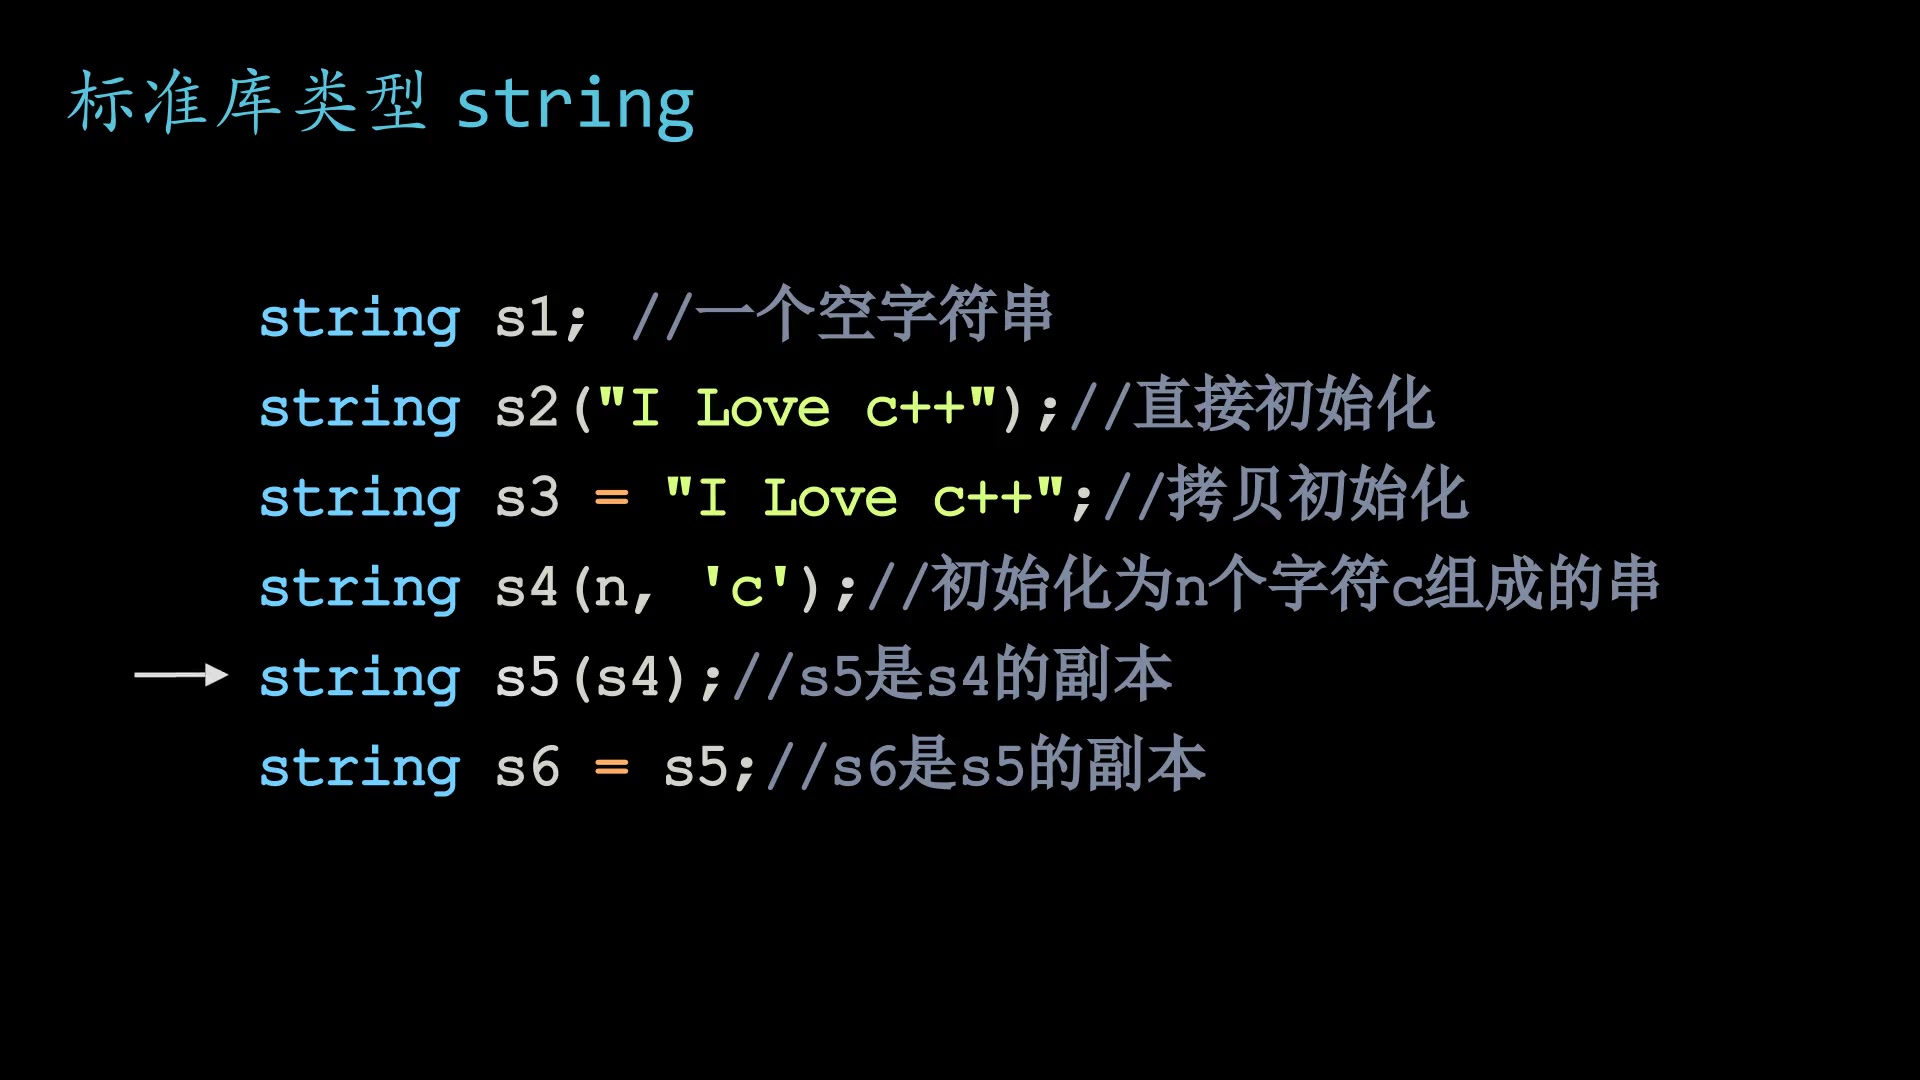 标准库类型 string
string s1; //一个空字符串
string s2("I Love c++");//直接初始化
string s3 = "I Love c++";//拷贝初始化
string s4(n, 'c');//初始化为n个字符c组成的串
string s5(s4);//s5是s4的副本
string s6 = s5;//s6是s5的副本